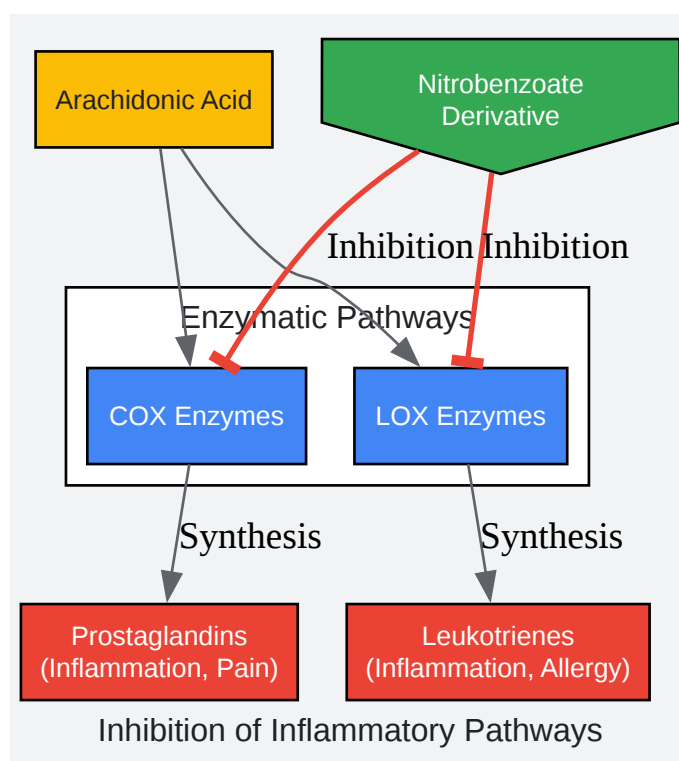 Arachidonic Acid
Nitrobenzoate
Derivative
Inhibition
Inhibition
Enzymatic Pathways
COX Enzymes
LOX Enzymes
Synthesis
Synthesis
Prostaglandins
(Inflammation, Pain)
Leukotrienes
(Inflammation, Allergy)
Inhibition of Inflammatory Pathways